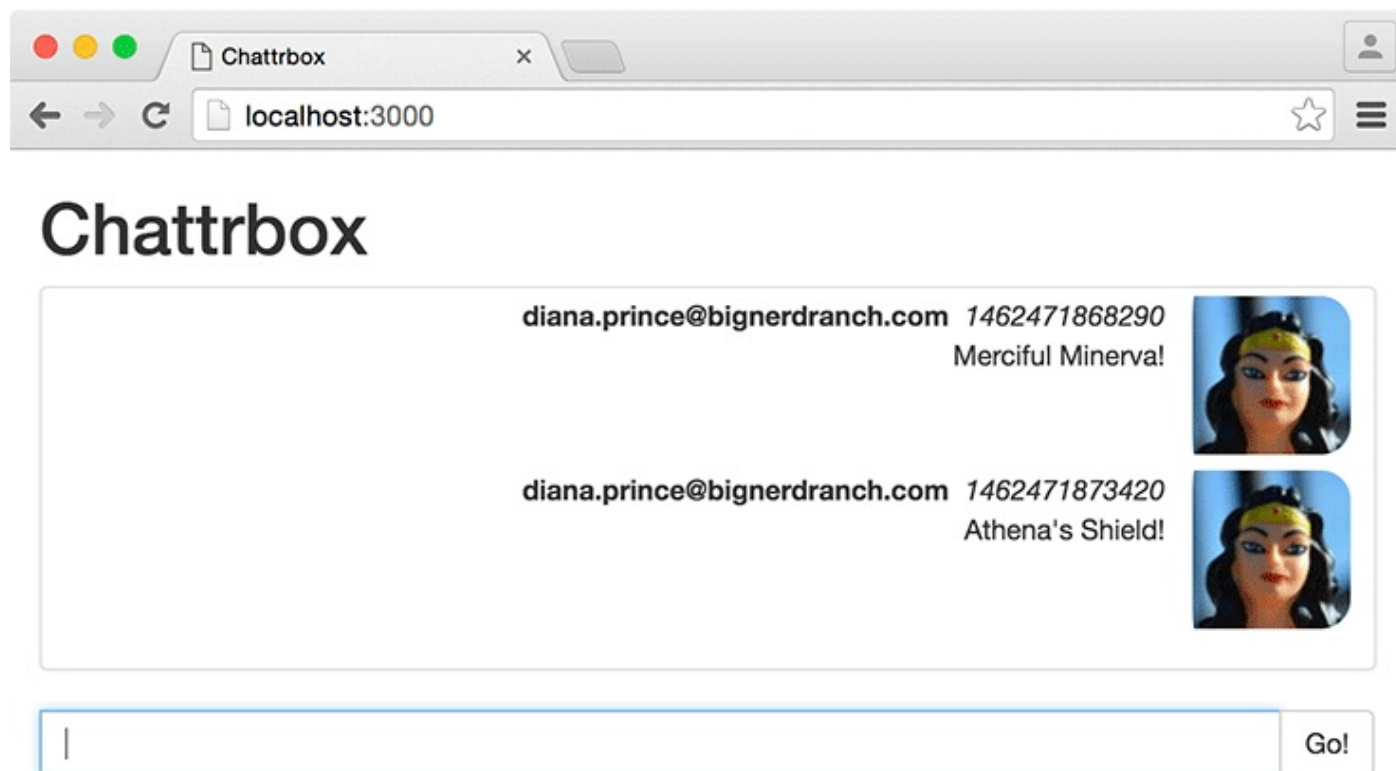 Chattrbox
localhost:3000
Chattrbox
diana.prince@bignerdranch.com 1462471868290
Merciful Minerva!
diana.prince@bignerdranch.com 1462471873420
Athena's Shield!
Go!